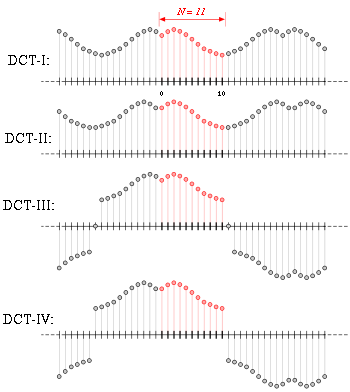 N = 11
DCT-I:
0 10
DCT-II:
DCT-III:
DCT-IV: